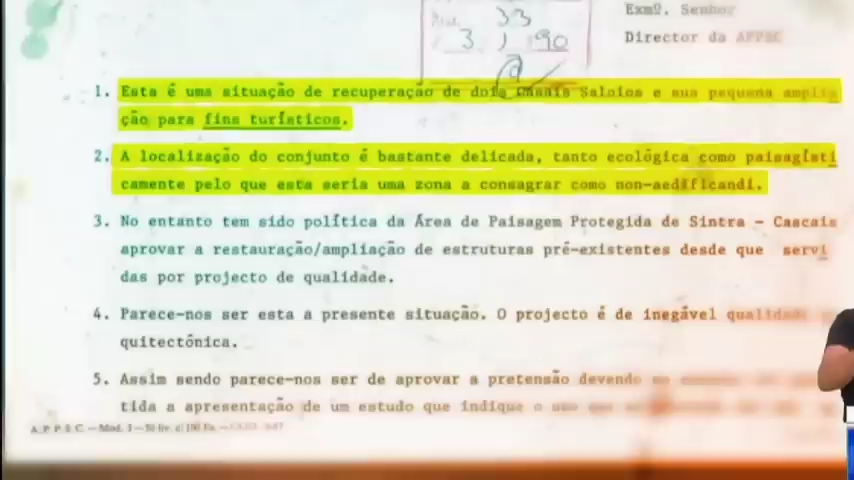 33
3 1 90
Exmº. Senhor
Director da APPSC
1. Esta é uma situação de recuperação de dois Casais Saloios e sua pequena amplia
ção para fins turísticos.
2. A localização do conjunto é bastante delicada, tanto ecológica como paisagísti
camente pelo que esta seria uma zona a consagrar como non-aedificandi.
3. No entanto tem sido política da Área de Paisagem Protegida de Sintra - Cascais
aprovar a restauração/ampliação de estruturas pré-existentes desde que servi
das por projecto de qualidade.
4. Parece-nos ser esta a presente situação. O projecto é de inegável qualidade
quitectónica.
5. Assim sendo parece-nos ser de aprovar a pretensão devendo
tida a apresentação de um estudo que indique o
A.P.P.S.C. — Mod. 3 —